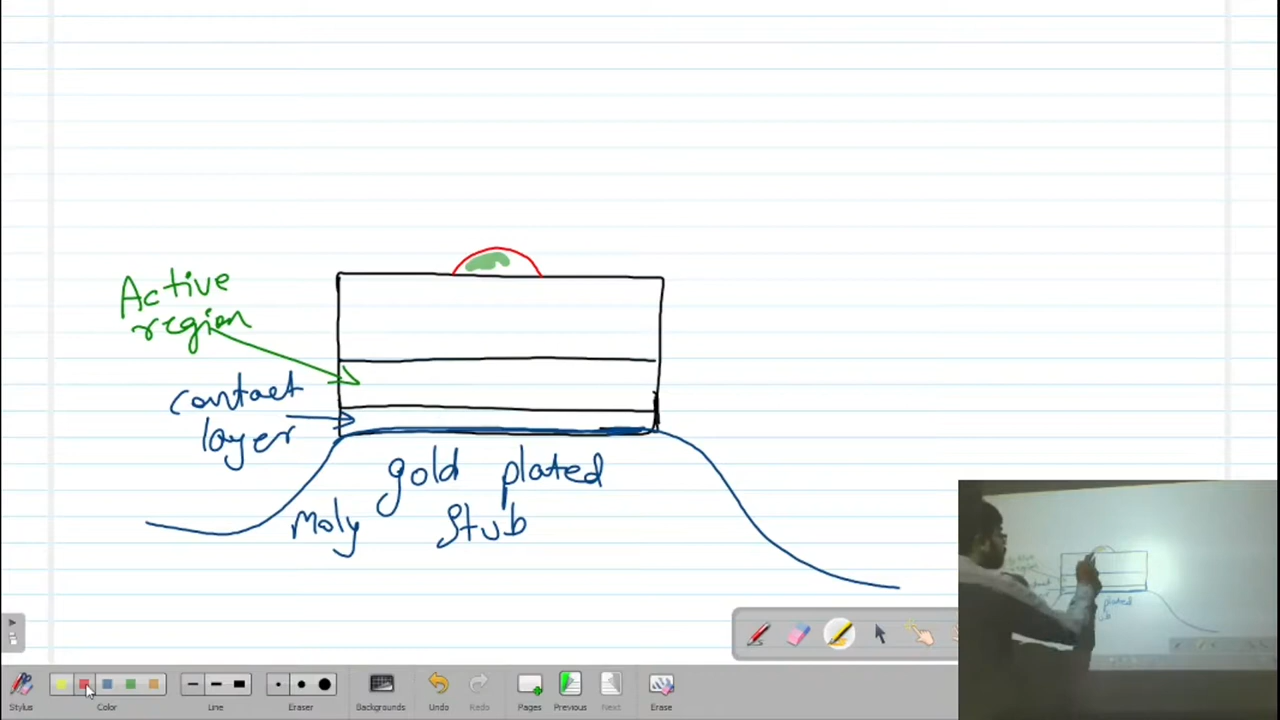 Active
region
contact
layer
gold plated
Moly Stub
Stylus
Color
Line
Eraser
Backgrounds
Undo
Redo
Pages
Previous
Next
Erase
plated